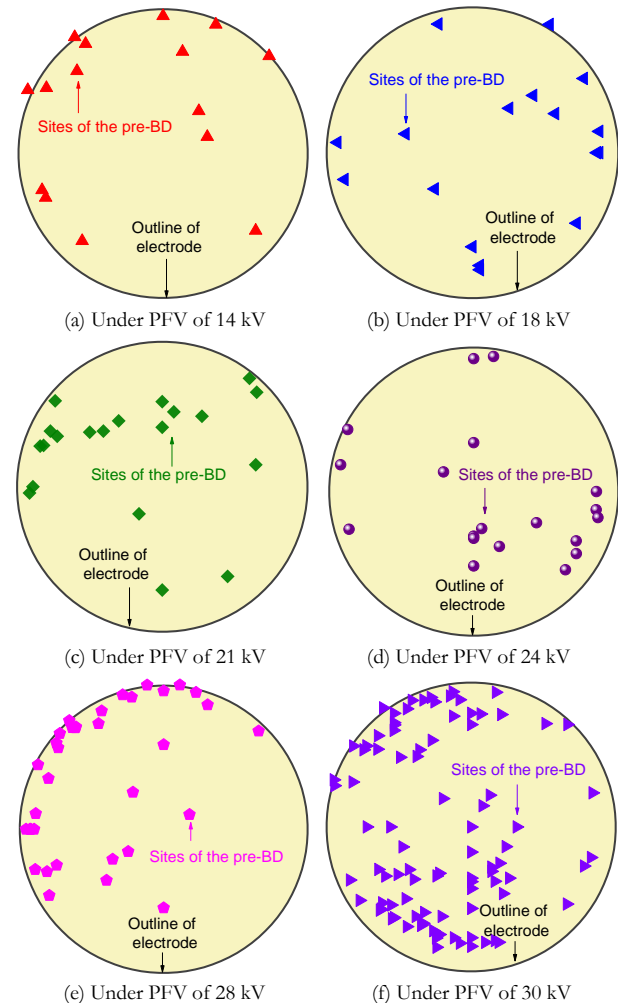 Sites of the pre-BD
Outline of
electrode
(a) Under PFV of 14 kV
Sites of the pre-BD
Outline of
electrode
(b) Under PFV of 18 kV
Sites of the pre-BD
Outline of
electrode
(c) Under PFV of 21 kV
Sites of the pre-BD
Outline of
electrode
(d) Under PFV of 24 kV
Sites of the pre-BD
Outline of
electrode
(e) Under PFV of 28 kV
Sites of the pre-BD
Outline of
electrode
(f) Under PFV of 30 kV